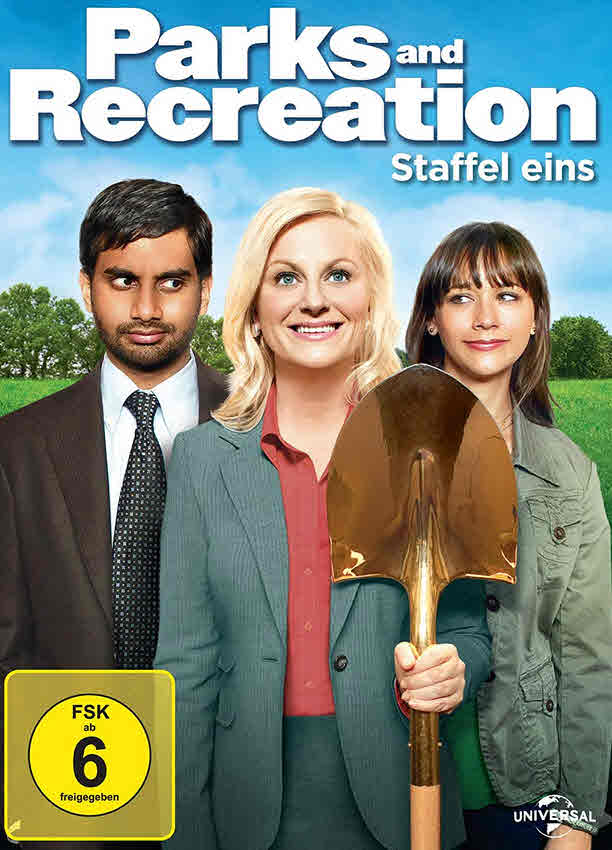 Parks and
Recreation
Staffel eins
FSK
ab
6
freigegeben
UNIVERSAL